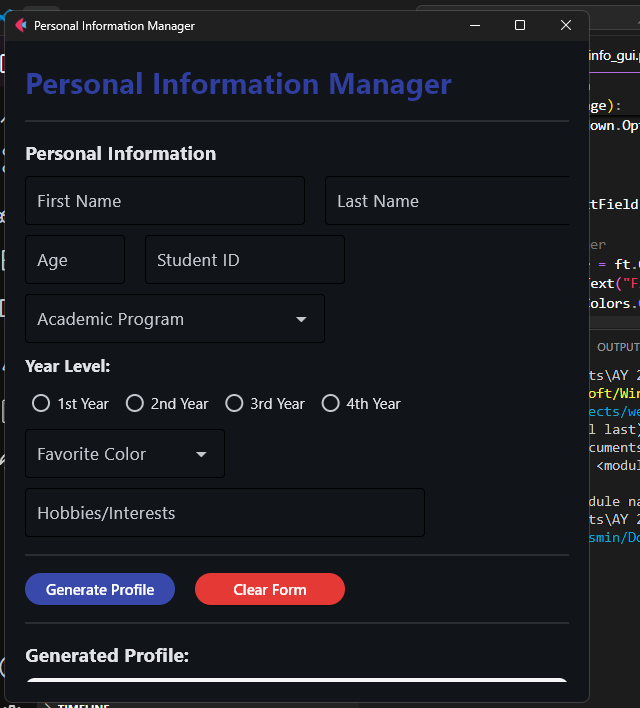 Personal Information Manager
info_gui.p
Personal Information Manager
ge):
own.Opt
Personal Information
First Name
Last Name
tField
Age
Student ID
er
= ft.
Text("F
Colors.
Academic Program
OUTPUT
Year Level:
ts\AY 2
oft/Win
1st Year
2nd Year
3rd Year
4th Year
ects/we
l last)
Favorite Color
cuments
<modul
Hobbies/Interests
dule na
ts\AY 2
smin/Do
Generate Profile
Clear Form
Generated Profile:
TIMELINE